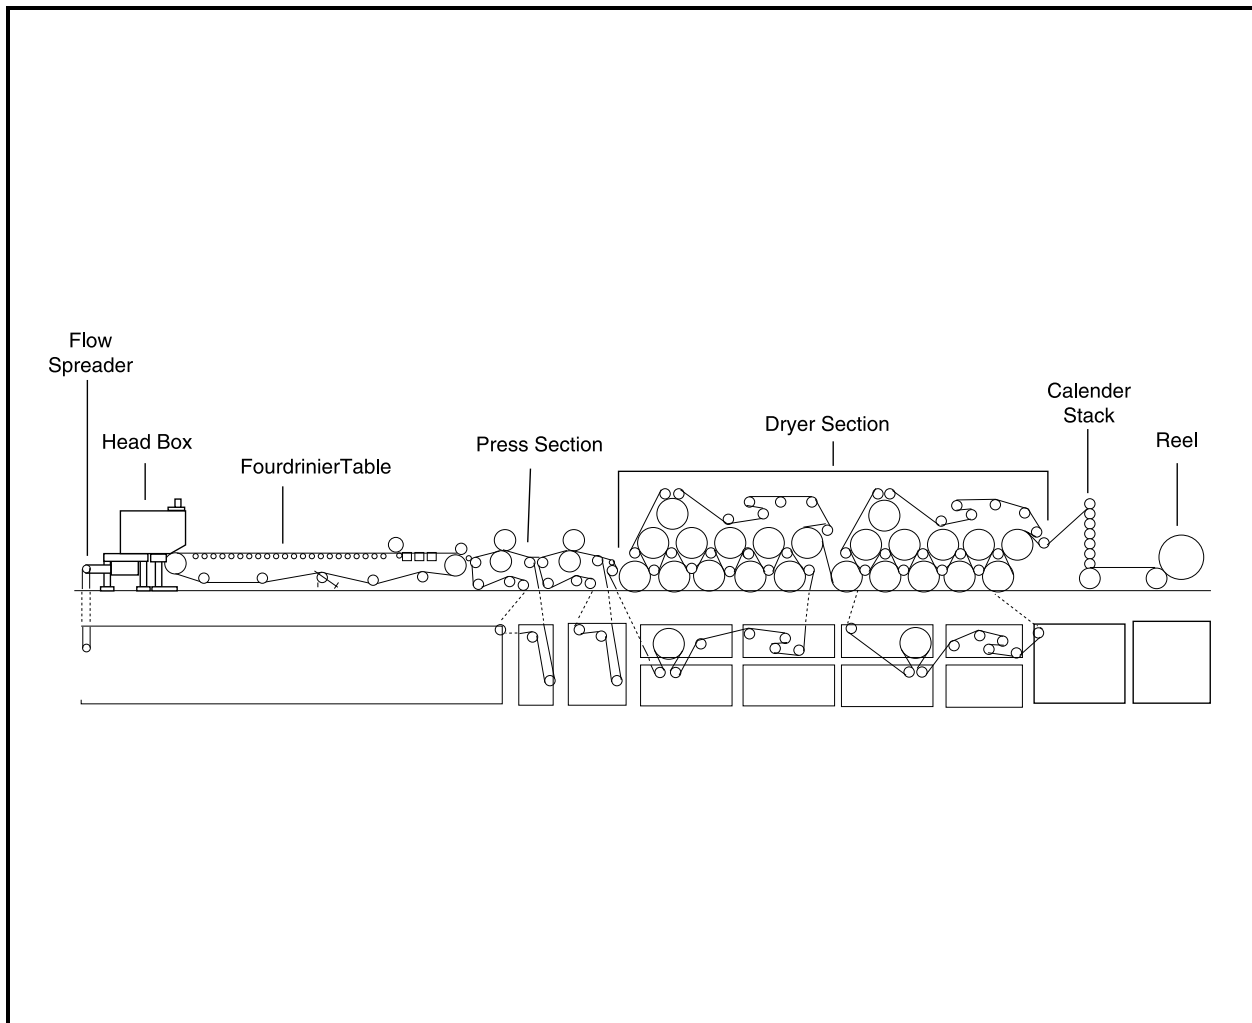 Flow
Spreader
Head Box
FourdrinierTable
Press Section
Dryer Section
Calender
Stack
Reel